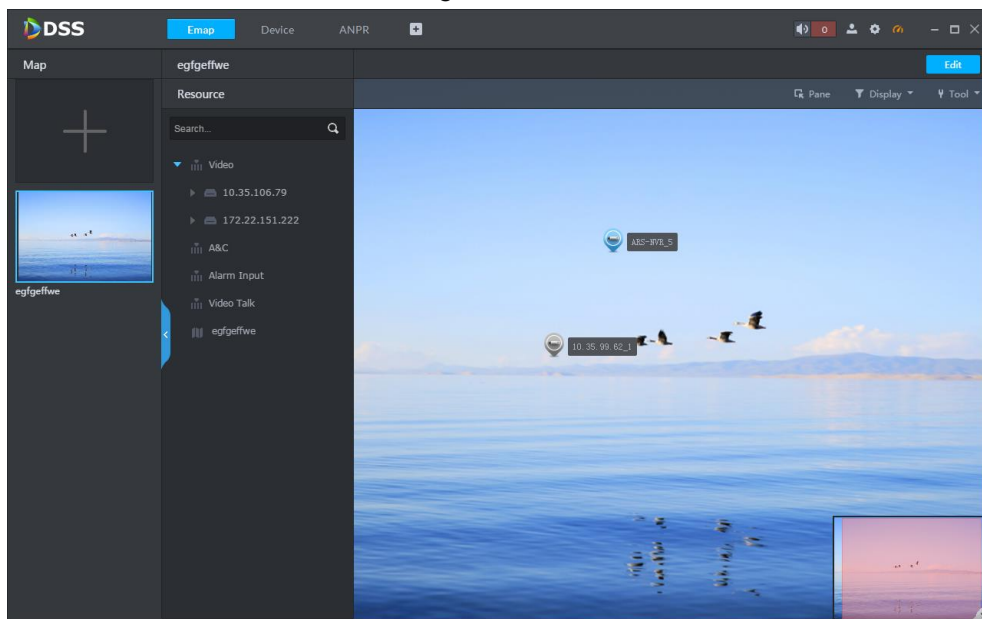 DSS
Emap
Device
ANPR
0
Map
egfgeffwe
Edit
Resource
Pane
Display
Tool
Search...
Video
10.35.106.79
172.22.151.222
A&C
Alarm Input
Video Talk
egfgeffwe
egfgeffwe
ARS-NVR_5
10.35.99.62_1